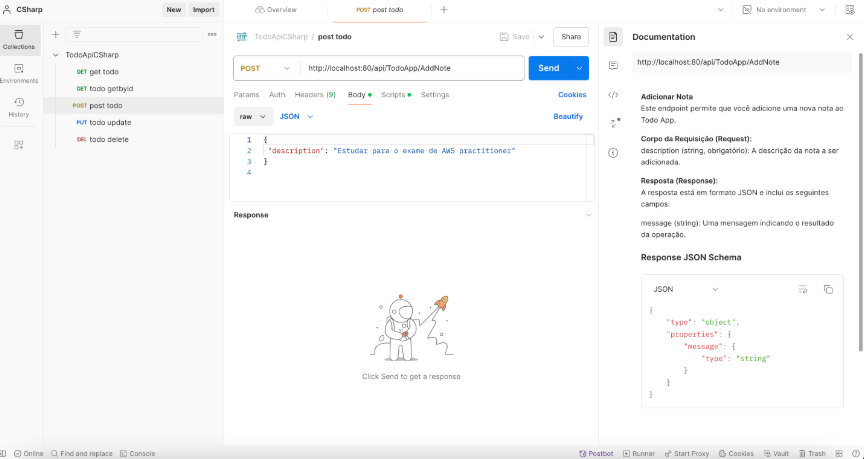 CSharp
New
Import
Overview
POST post todo
No environment
Collections
Environments
History
TodoApiCSharp
GET get todo
GET todo getbyid
POST post todo
PUT todo update
DEL todo delete
TodoApiCSharp / post todo
Save
Share
POST
http://localhost:80/api/TodoApp/AddNote
Send
Params
Auth
Headers (9)
Body
Scripts
Settings
Cookies
raw
JSON
Beautify
1 {
2 "description": "Estudar para o exame de AWS practitioner"
3 }
4
Response
Click Send to get a response
Documentation
http://localhost:80/api/TodoApp/AddNote
Adicionar Nota
Este endpoint permite que você adicione uma nova nota ao
To do App.
Corpo da Requisição (Request):
description (string, obrigatório): A descrição da nota a ser
adicionada.
Resposta (Response):
A resposta está em formato JSON e inclui os seguintes
campos:
message (string): Uma mensagem indicando o resultado
da operação.
Response JSON Schema
JSON
{
"type": "object",
"properties": {
"message": {
"type": "string"
}
}
}
Online
Find and replace
Console
Postbot
Runner
Start Proxy
Cookies
Vault
Trash